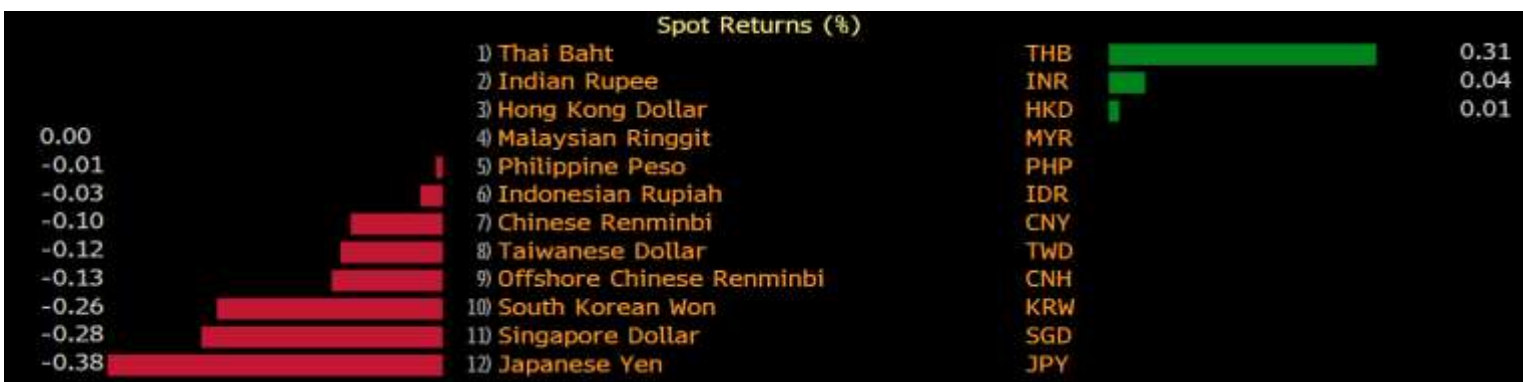 Spot Returns (%)
1) Thai Baht THB 0.31
2) Indian Rupee INR 0.04
3) Hong Kong Dollar HKD 0.01
0.00 4) Malaysian Ringgit MYR
-0.01 5) Philippine Peso PHP
-0.03 6) Indonesian Rupiah IDR
-0.10 7) Chinese Renminbi CNY
-0.12 8) Taiwanese Dollar TWD
-0.13 9) Offshore Chinese Renminbi CNH
-0.26 10) South Korean Won KRW
-0.28 11) Singapore Dollar SGD
-0.38 12) Japanese Yen JPY